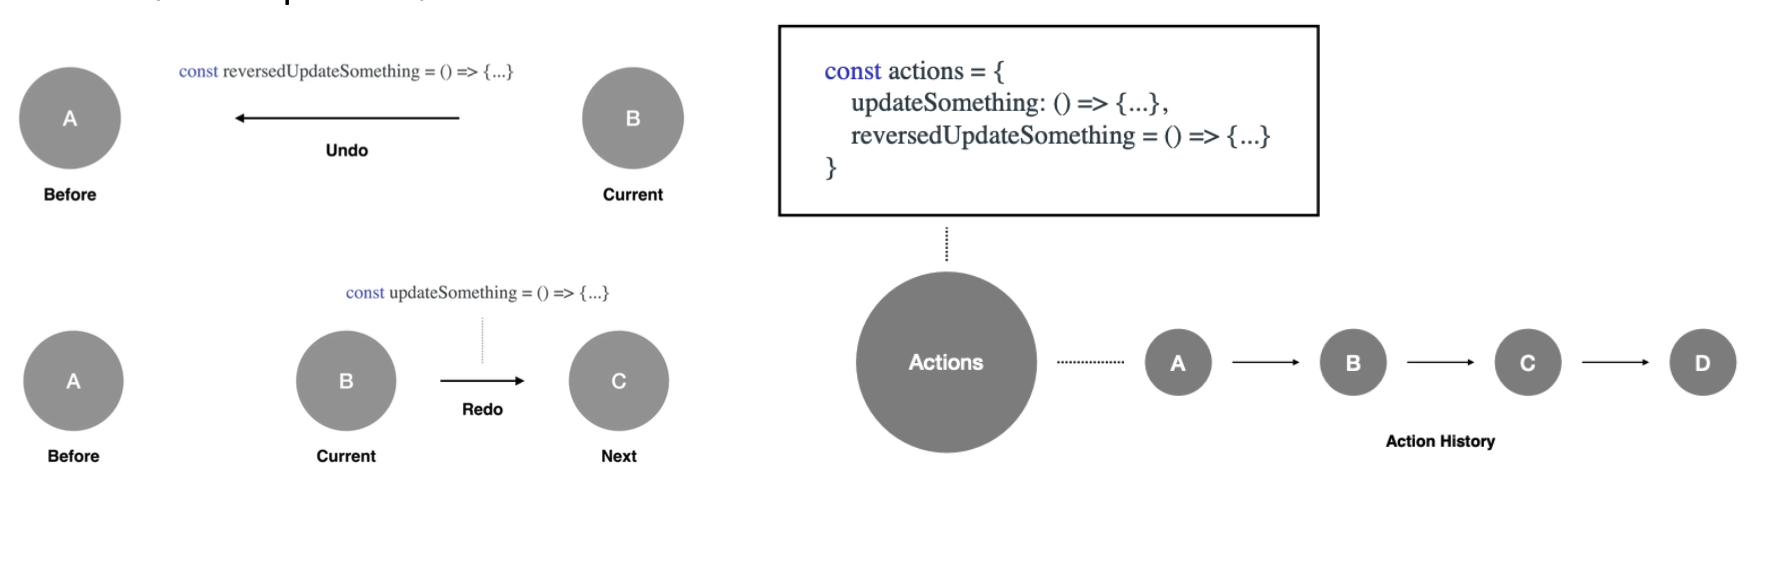 const reversedUpdateSomething = () => {...}
A
B
Undo
Before
Current
const updateSomething = () => {...}
A
B
C
Redo
Before
Current
Next
const actions = {
updateSomething: () => {...},
reversedUpdateSomething = () => {...}
}
Actions
A
B
C
D
Action History